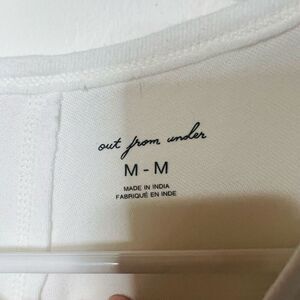 out from under
M - M
MADE IN INDIA
FABRIQUÉ EN INDE